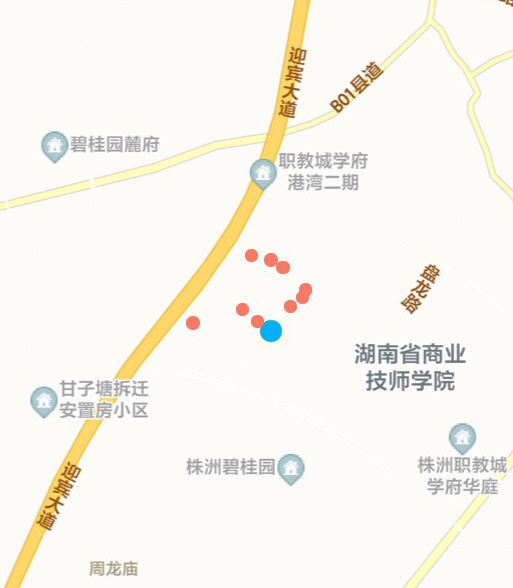 迎宾大道
B01县道
碧桂园麓府
职教城学府
港湾二期
盘龙路
湖南省商业
技师学院
甘子塘拆迁
安置房小区
株洲碧桂园
株洲职教城
学府华庭
迎宾大道
周龙庙